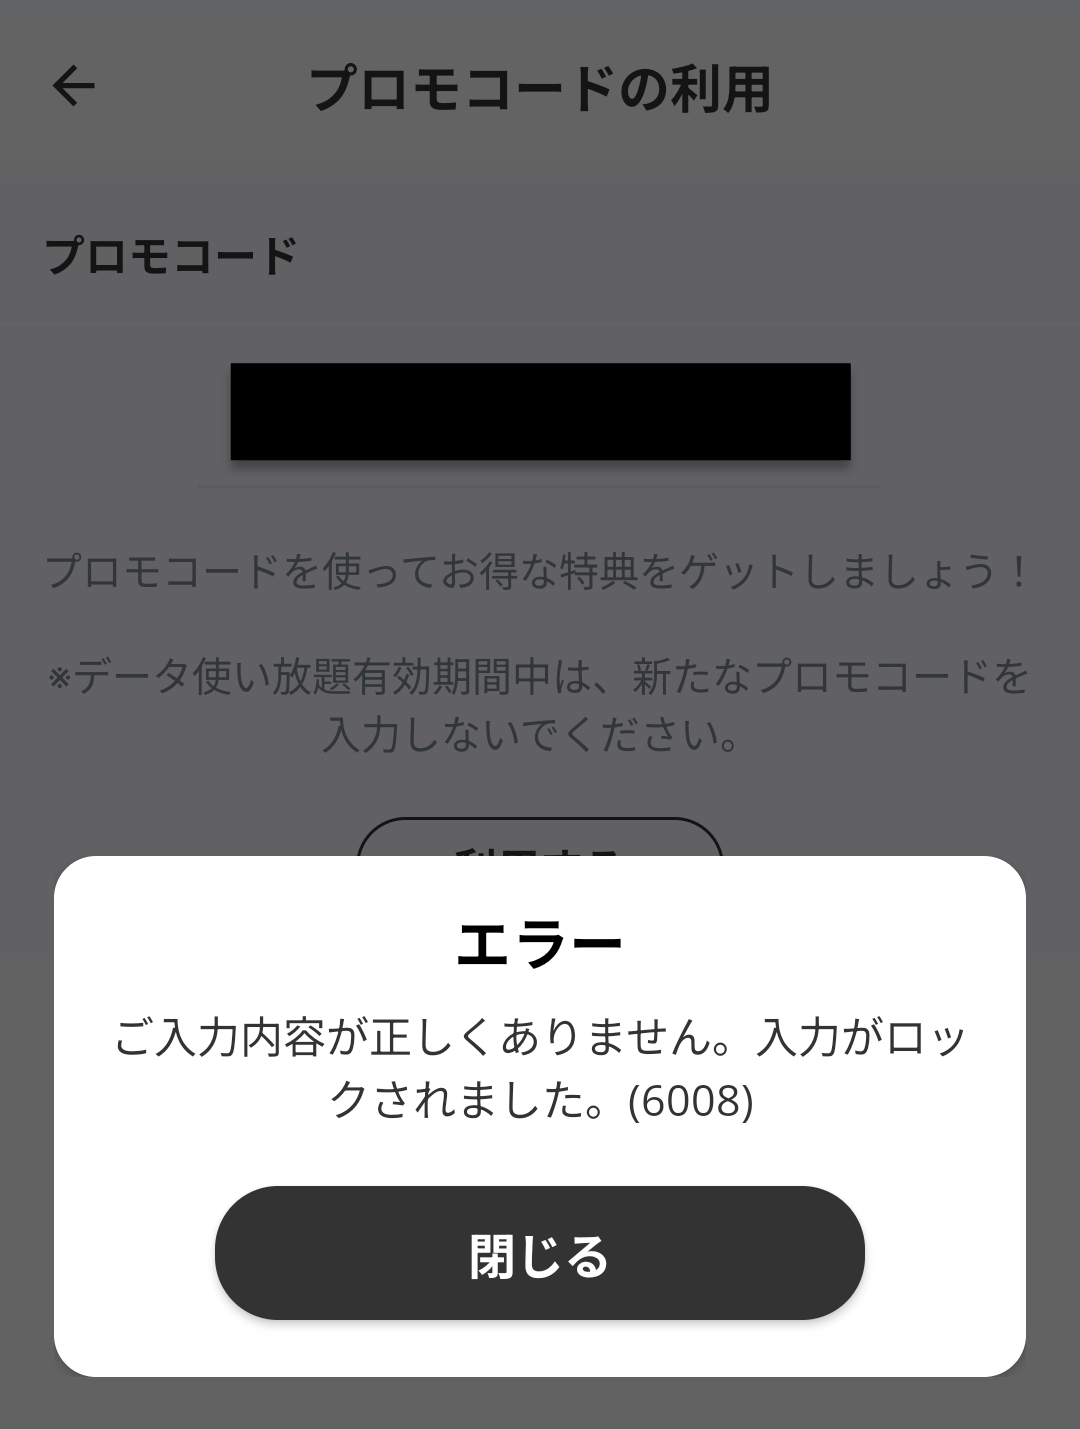 プロモコードの利用
プロモコード
プロモコードを使ってお得な特典をゲットしましょう！
※データ使い放題有効期間中は、新たなプロモコードを
入力しないでください。
エラー
ご入力内容が正しくありません。入力がロッ
クされました。(6008)
閉じる